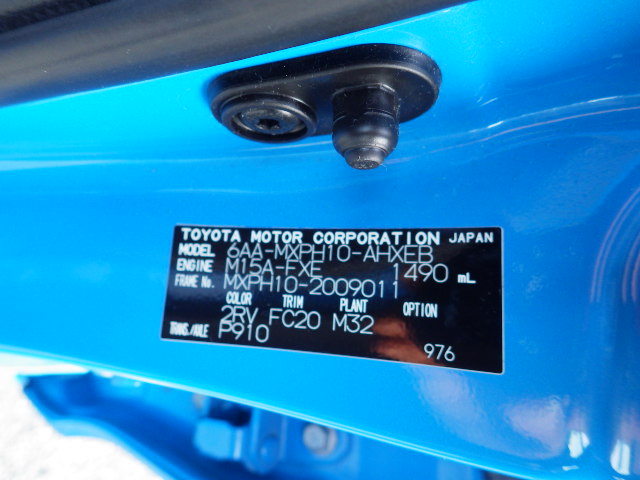 TOYOTA MOTOR CORPORATION JAPAN
MODEL 6AA-MXPH10-AHXEB
ENGINE M15A-FXE 1490 mL
FRAME No. MXPH10-2009011
COLOR TRIM PLANT OPTION
2RV FC20 M32
TRANS./AXLE P910
976